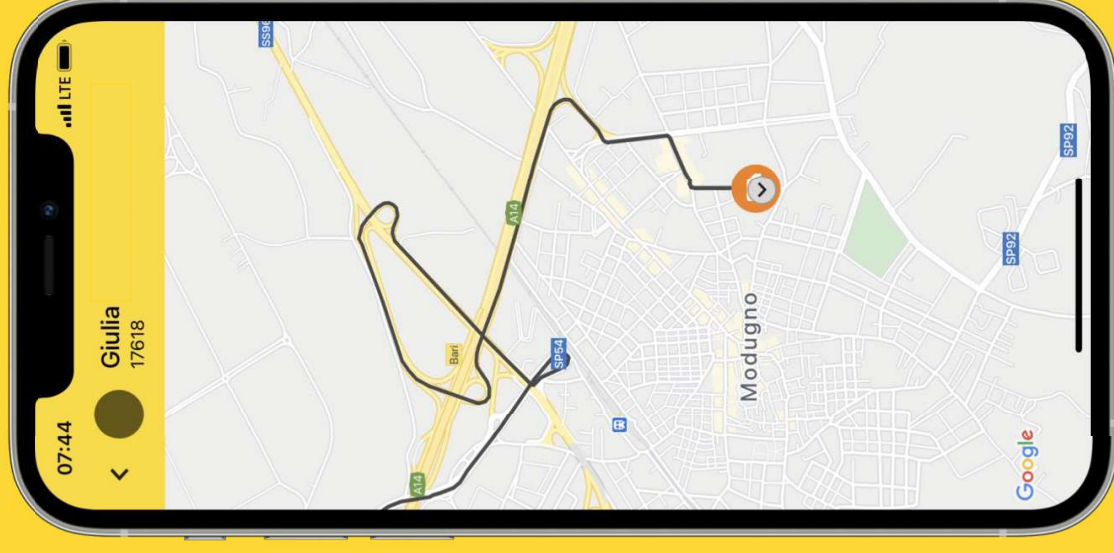 07:44
LTE
Giulia
17618
SS96
A14
Bari
A14
SP54
Modugno
SP92
SP92
Google